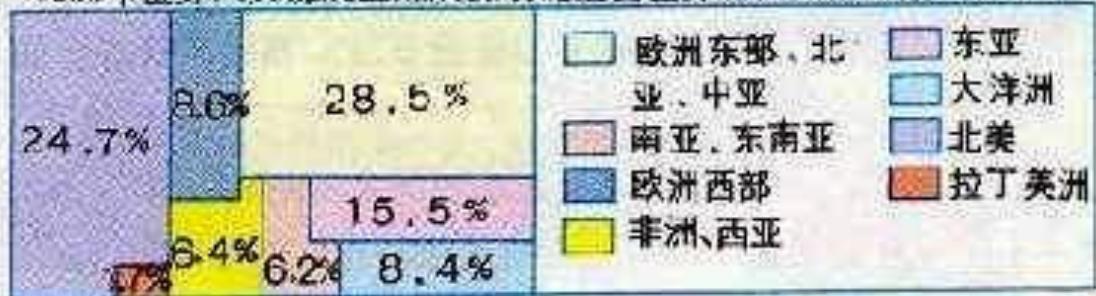 24.7%
8.6%
28.5%
15.5%
6.4%
6.2%
8.4%
欧洲东部、北
亚、中亚
南亚、东南亚
欧洲西部
非洲、西亚
东亚
大洋洲
北美
拉丁美洲